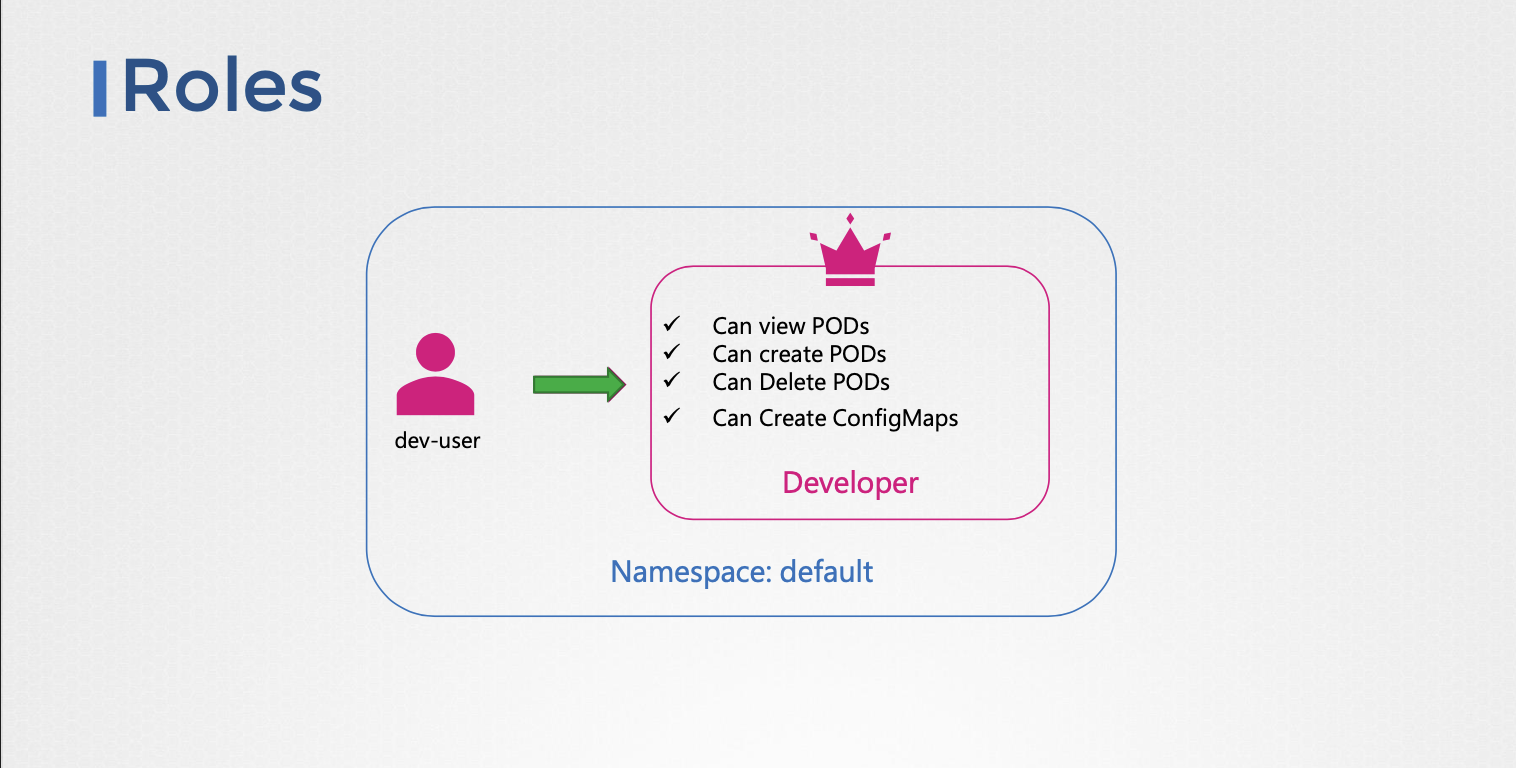 Roles
✓ Can view PODs
✓ Can create PODs
✓ Can Delete PODs
✓ Can Create ConfigMaps
dev-user
Developer
Namespace: default